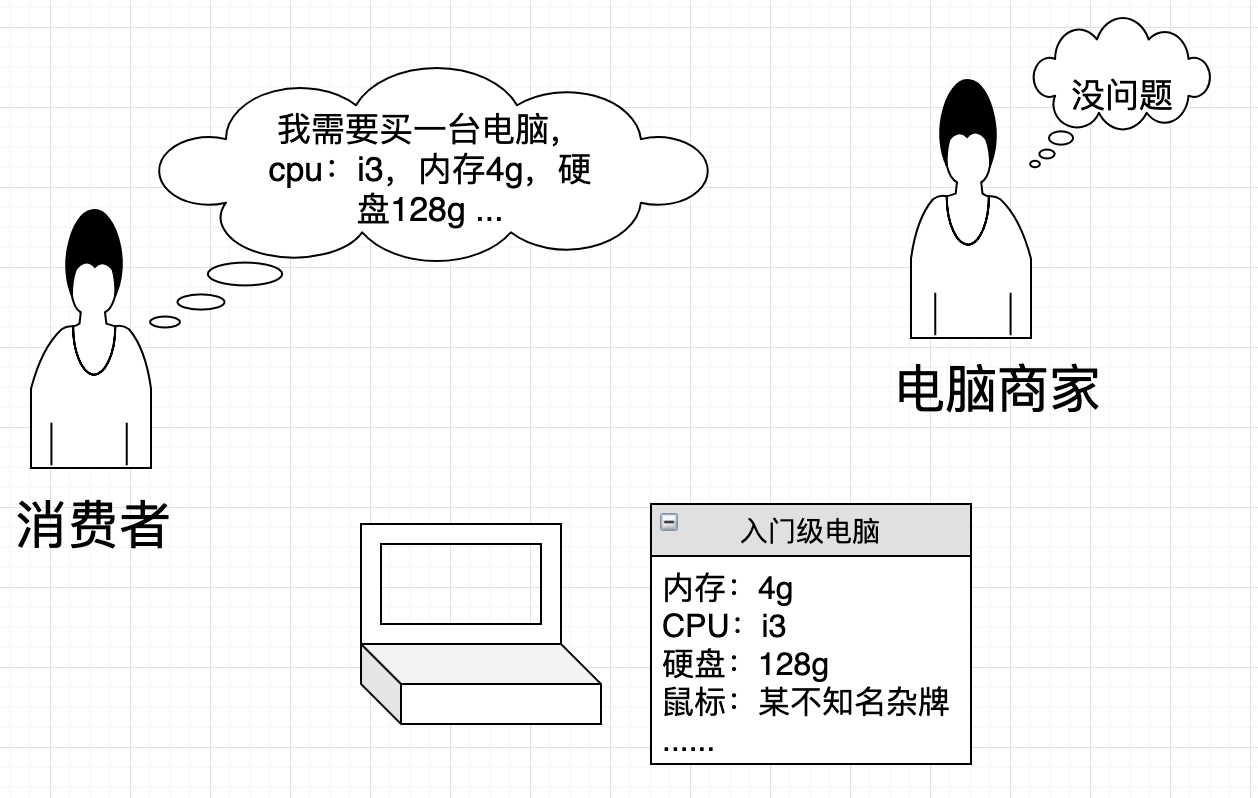 没问题
我需要买一台电脑，
cpu：i3，内存4g，硬
盘128g ...
电脑商家
消费者
入门级电脑
内存：4g
CPU：i3
硬盘：128g
鼠标：某不知名杂牌
......